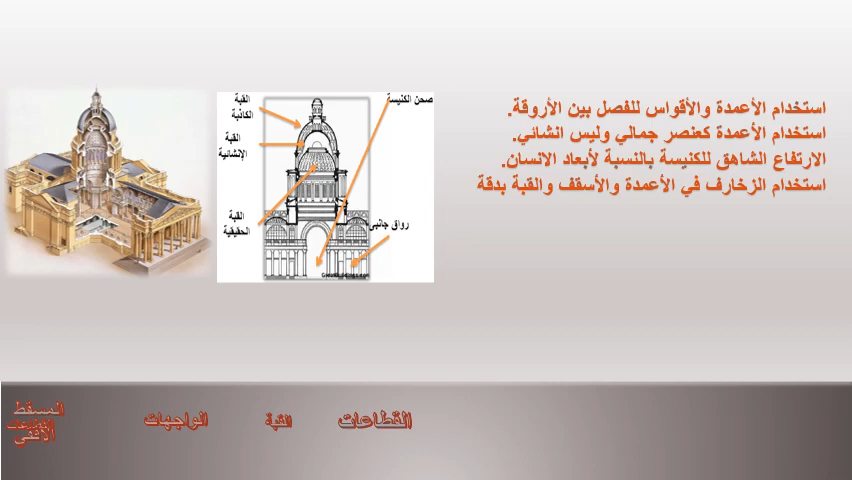 استخدام الأعمدة والأقواس للفصل بين الأروقة.
استخدام الأعمدة كعنصر جمالي وليس انشائي.
الارتفاع الشاهق للكنيسة بالنسبة لأبعاد الانسان.
استخدام الزخارف في الأعمدة والأسقف والقبة بدقة
صحن الكنيسة
القبة
الكاذبة
القبة
الإنشائية
القبة
الحقيقية
رواق جانبي
القطاعات
القبة
الواجهات
المسقط
الأفقي